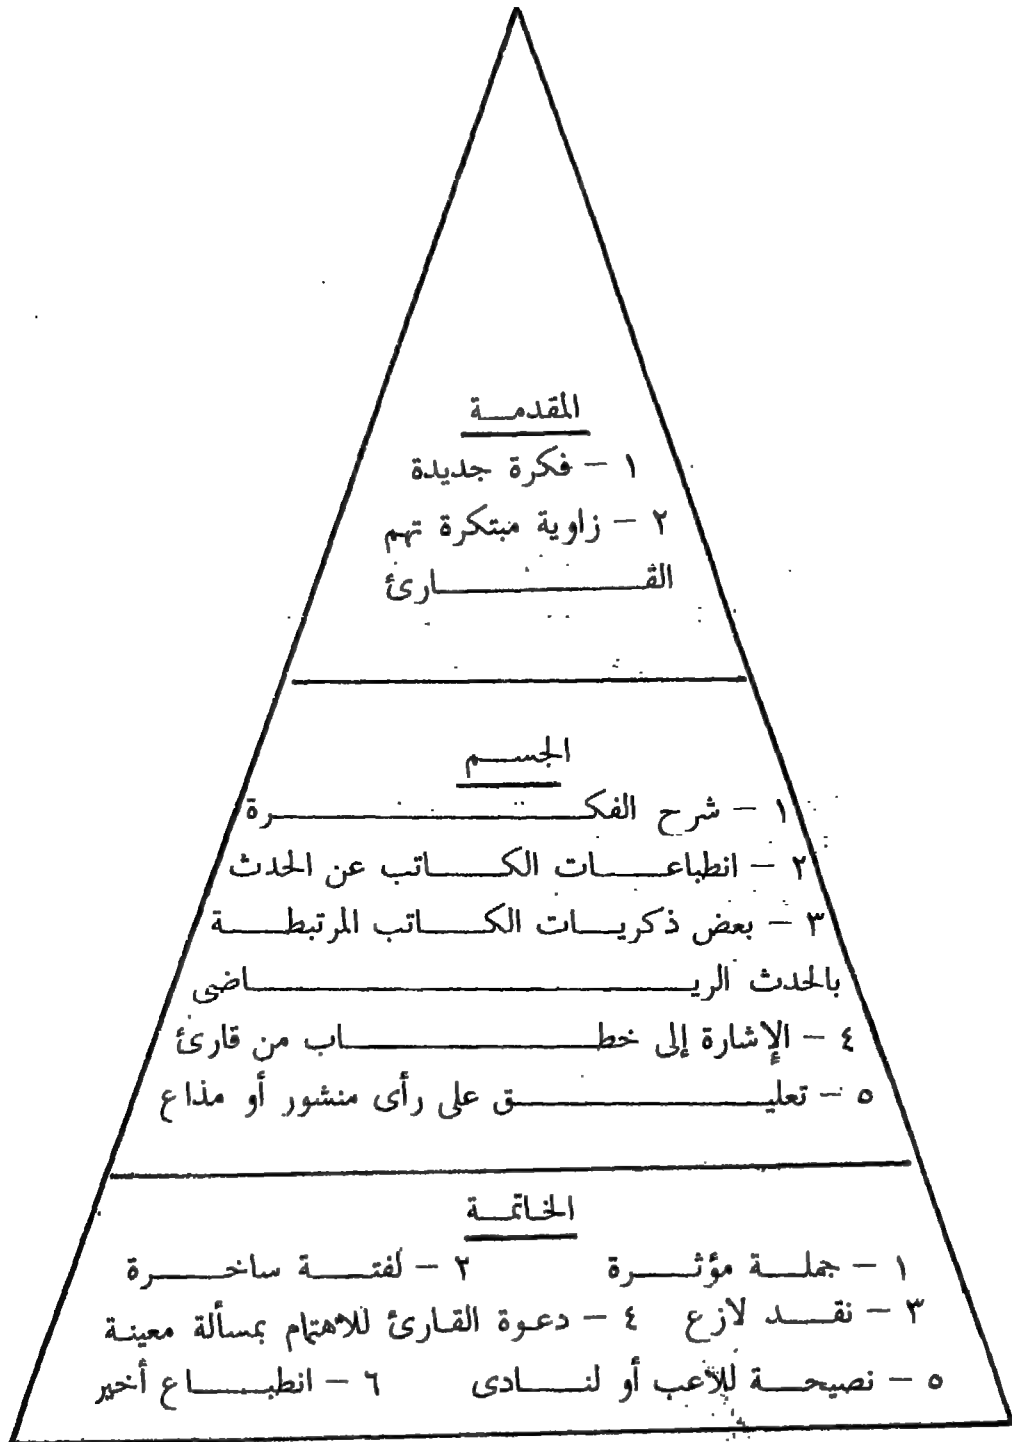 المقدمة
١ - فكرة جديدة
٢ - زاوية مبتكرة تهم
القارئ
الجسم
١ - شرح الفكرة
٢ - انطباعات الكاتب عن الحدث
٣ - بعض ذكريات الكاتب المرتبطة
بالحدث الرياضى
٤ - الإشارة إلى خطاب من قارئ
٥ - تعليق على رأى منشور أو مذاع
الخاتمة
١ - جملة مؤثرة ٢ - لفتة ساخرة
٣ - نقد لازع ٤ - دعوة القارئ للاهتمام بمسألة معينة
٥ - نصيحة للاعب أو لنادى ٦ - انطباع أخير